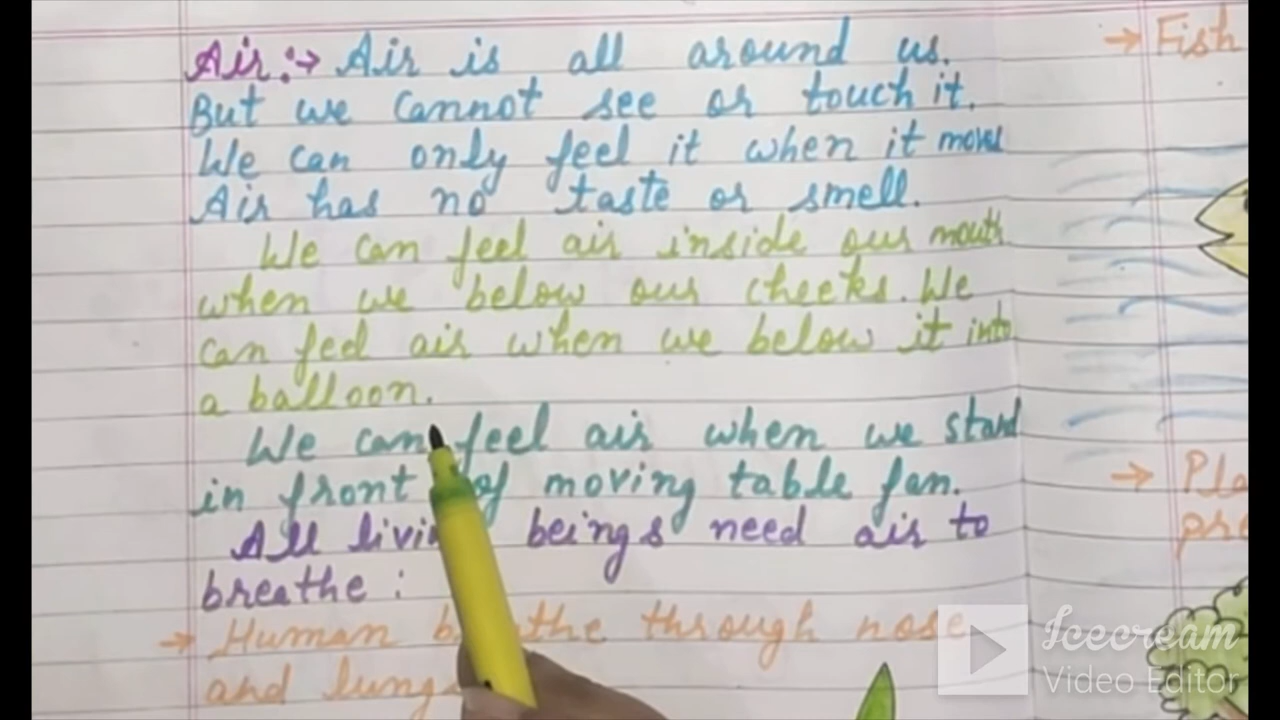 Air:→ Air is all around us.
But we cannot see or touch it.
We can only feel it when it moves
Air has no taste or smell.
We can feel air inside our mouth
when we below our cheeks. We
can feel air when we below it into
a balloon.
We can feel air when we stand
in front of moving table fan.
All living beings need air to
breathe:
→ Human breathe through nose
and lungs
→ Fish
→ Pla
pre
Icecream
Video Editor